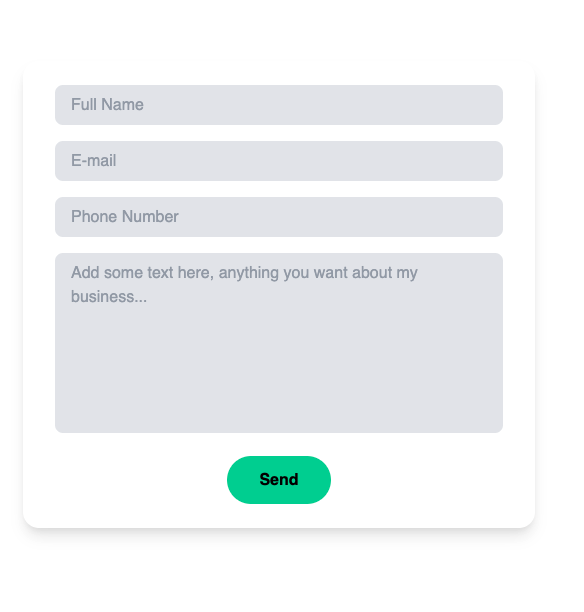 Full Name
E-mail
Phone Number
Add some text here, anything you want about my
business...
Send